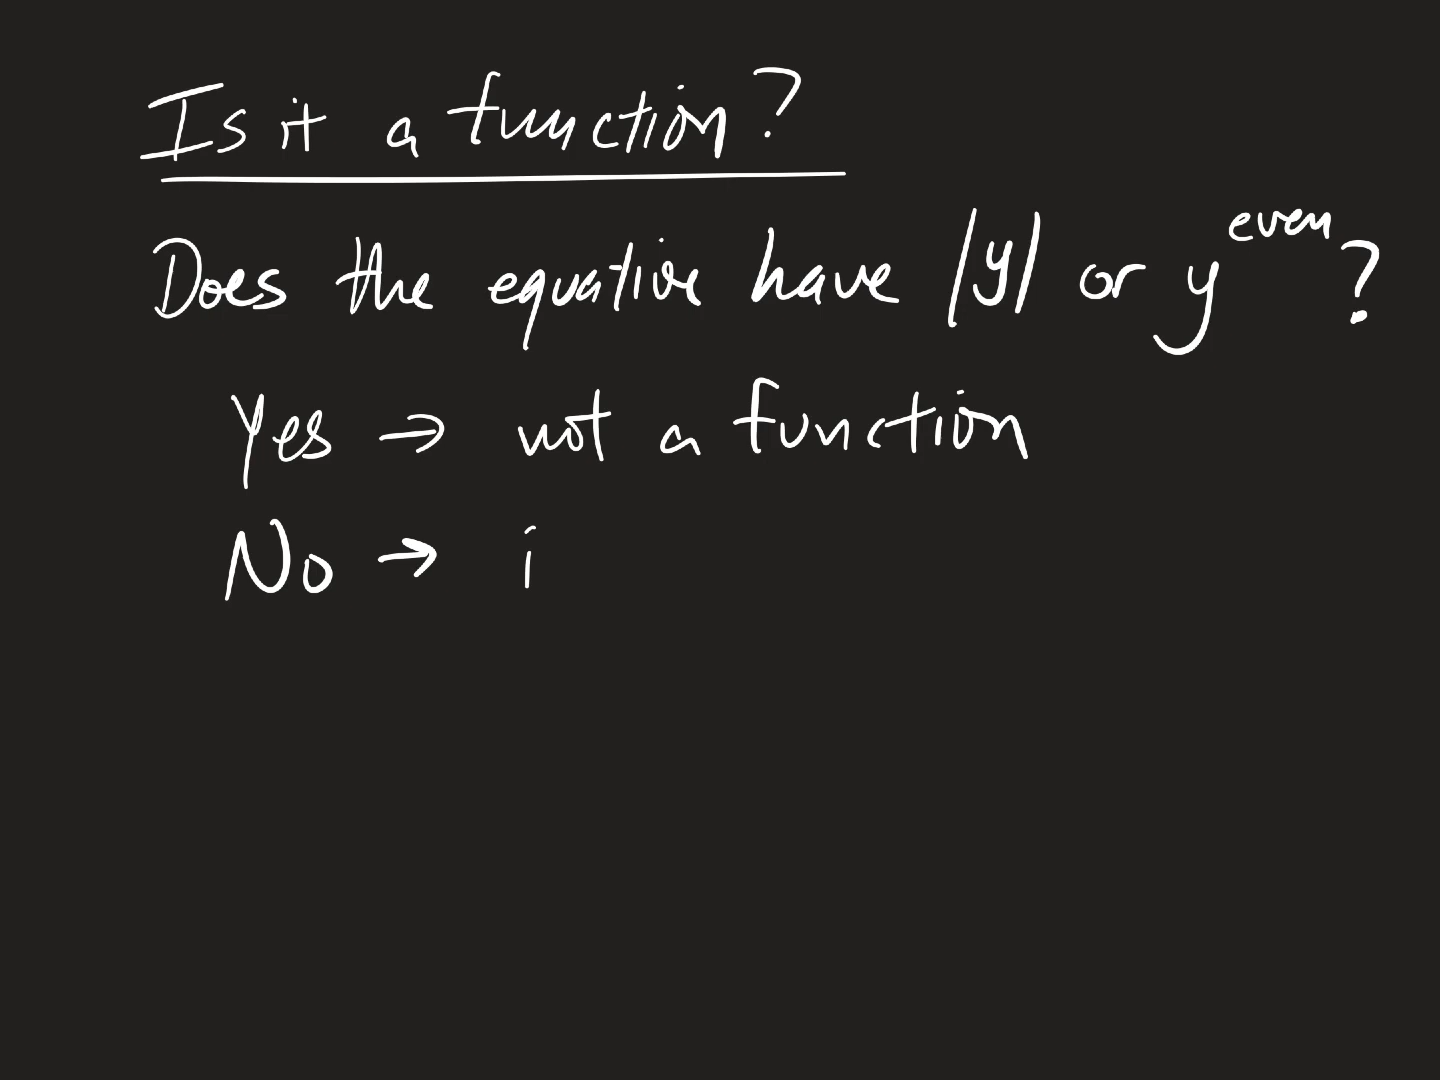 Is it a function?
Does the equation have |y| or y^even?
Yes → not a function
No → i